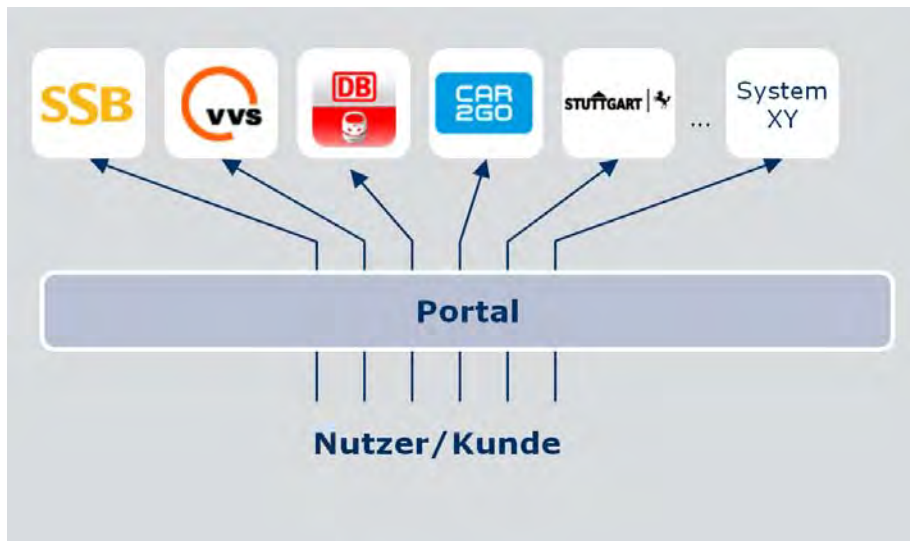 SSB
vvs
DB
CAR
2GO
STUTTGART
...
System
XY
Portal
Nutzer/Kunde